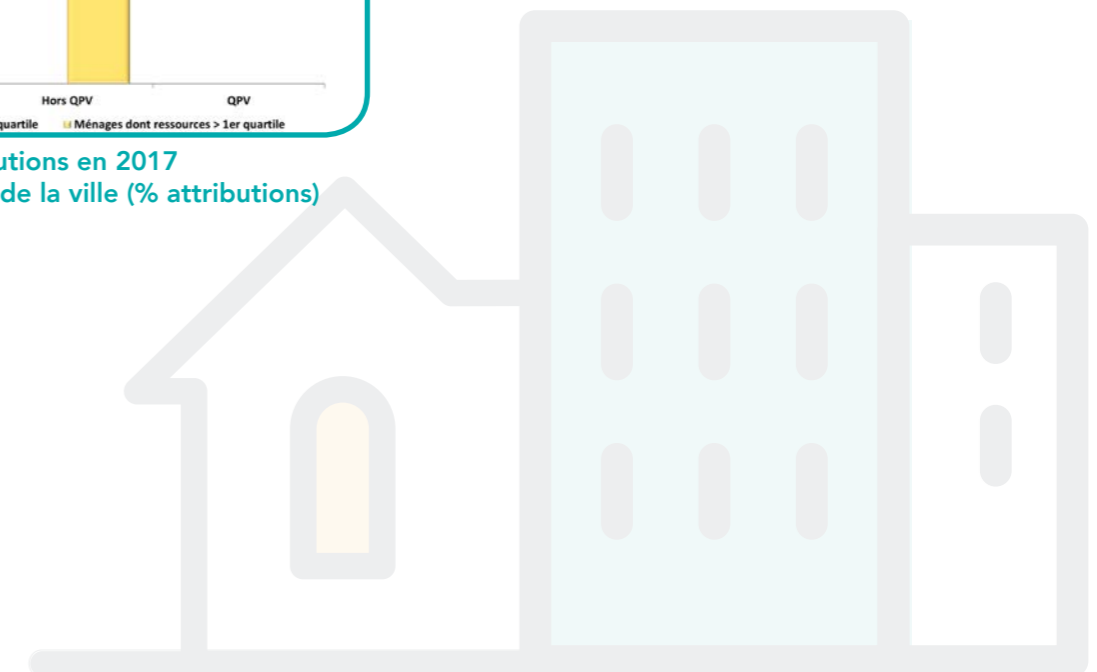 Hors QPV QPV
quartile Ménages dont ressources > 1er quartile
utions en 2017
de la ville (% attributions)